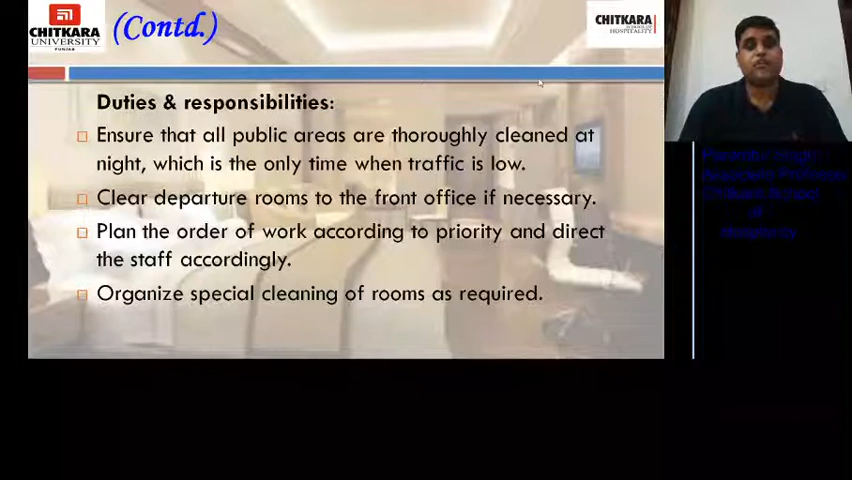 CHITKARA
UNIVERSITY
PUNJAB
(Contd.)
CHITKARA
HOSPITALITY
Duties & responsibilities:
Ensure that all public areas are thoroughly cleaned at
night, which is the only time when traffic is low.
Clear departure rooms to the front office if necessary.
Plan the order of work according to priority and direct
the staff accordingly.
Organize special cleaning of rooms as required.
Singh
Chitkara School
of
Hospitality